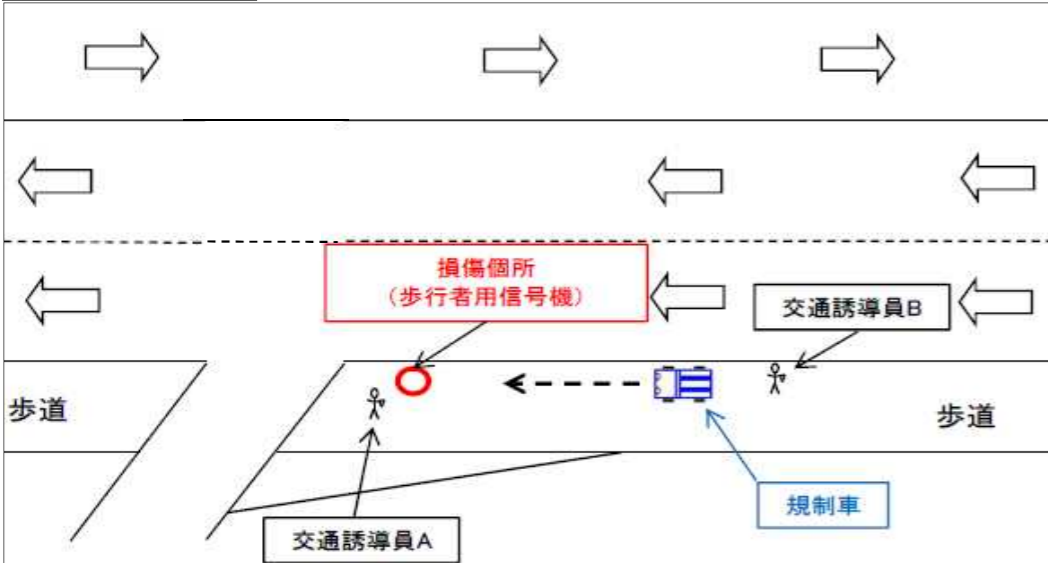 損傷個所
（歩行者用信号機）
交通誘導員B
歩道
歩道
規制車
交通誘導員A